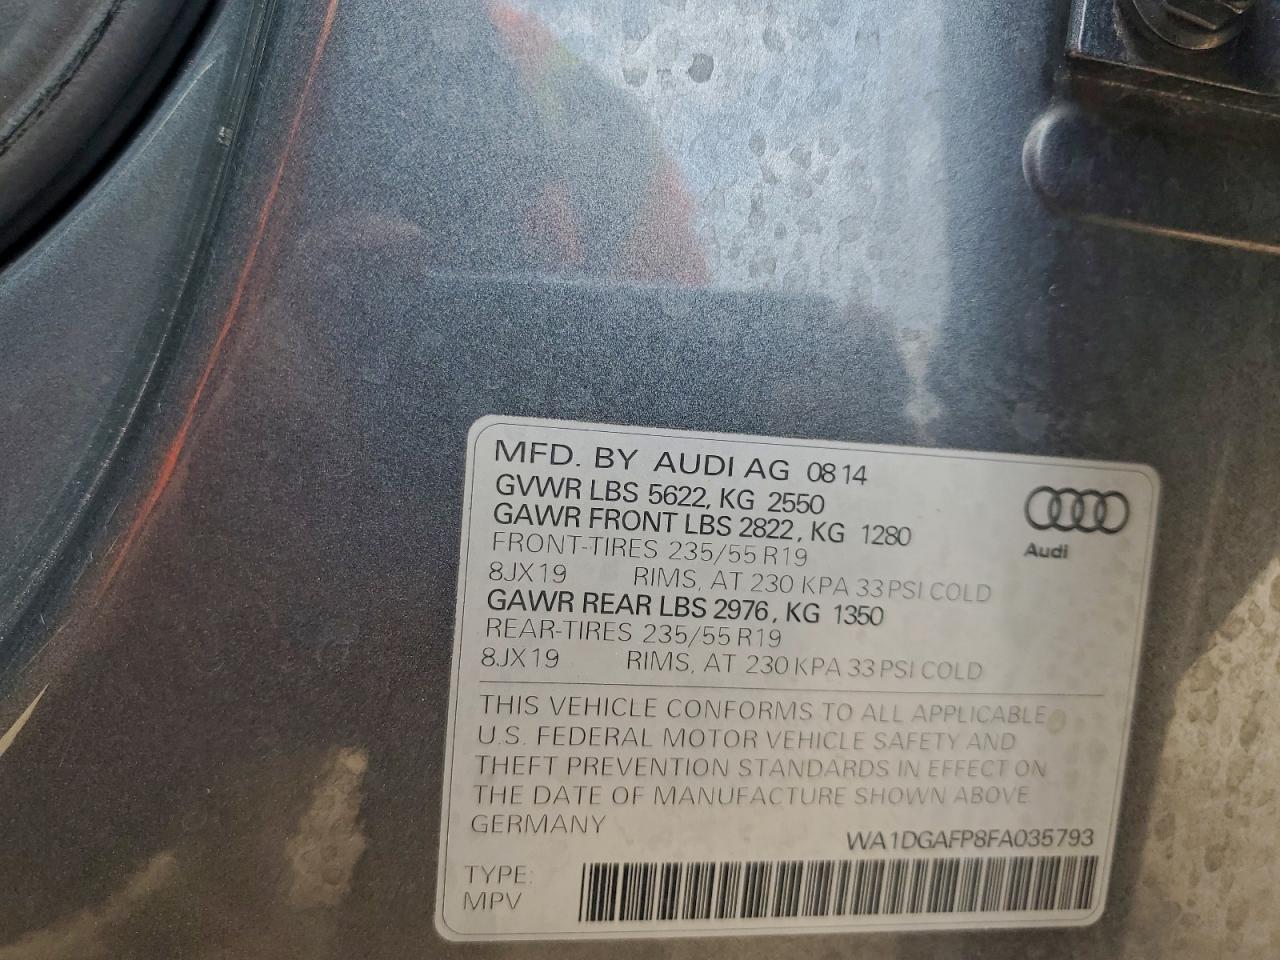 MFD. BY AUDI AG 0814
GVWR LBS 5622, KG 2550
GAWR FRONT LBS 2822, KG 1280
FRONT-TIRES 235/55 R19
8JX19 RIMS, AT 230 KPA 33 PSI COLD
GAWR REAR LBS 2976, KG 1350
REAR-TIRES 235/55 R19
8JX19 RIMS, AT 230 KPA 33 PSI COLD
Audi
THIS VEHICLE CONFORMS TO ALL APPLICABLE
U.S. FEDERAL MOTOR VEHICLE SAFETY AND
THEFT PREVENTION STANDARDS IN EFFECT ON
THE DATE OF MANUFACTURE SHOWN ABOVE
GERMANY
WA1DGAFP8FA035793
TYPE:
MPV